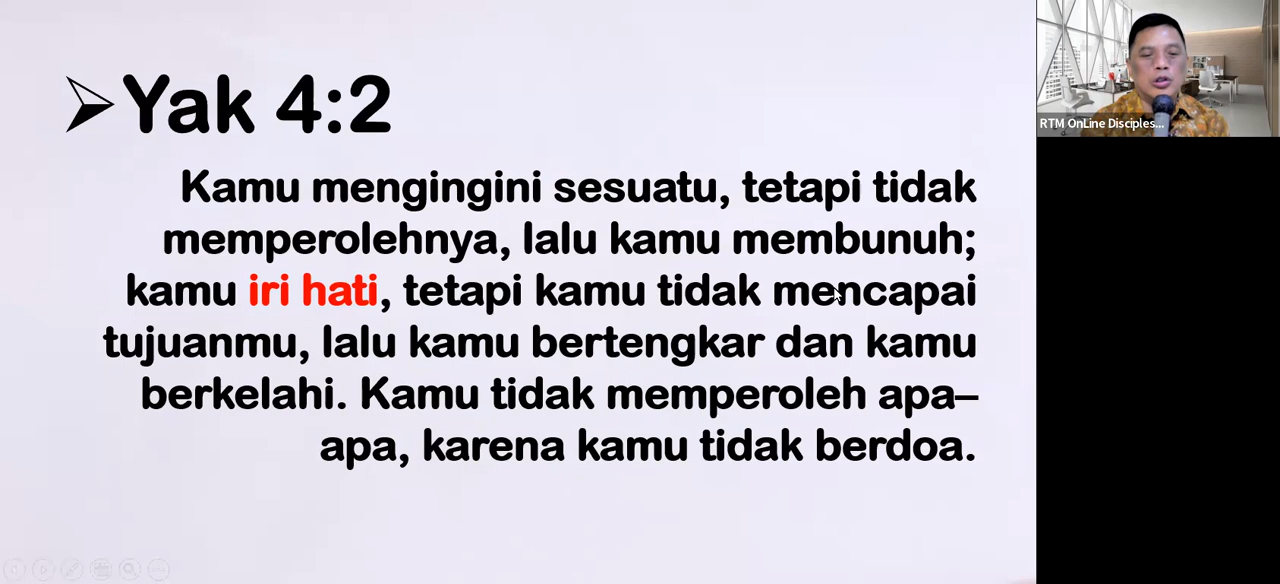 Yak 4:2
Kamu mengingini sesuatu, tetapi tidak
memperolehnya, lalu kamu membunuh;
kamu iri hati, tetapi kamu tidak mencapai
tujuanmu, lalu kamu bertengkar dan kamu
berkelahi. Kamu tidak memperoleh apa–
apa, karena kamu tidak berdoa.
RTM OnLine Disciples...